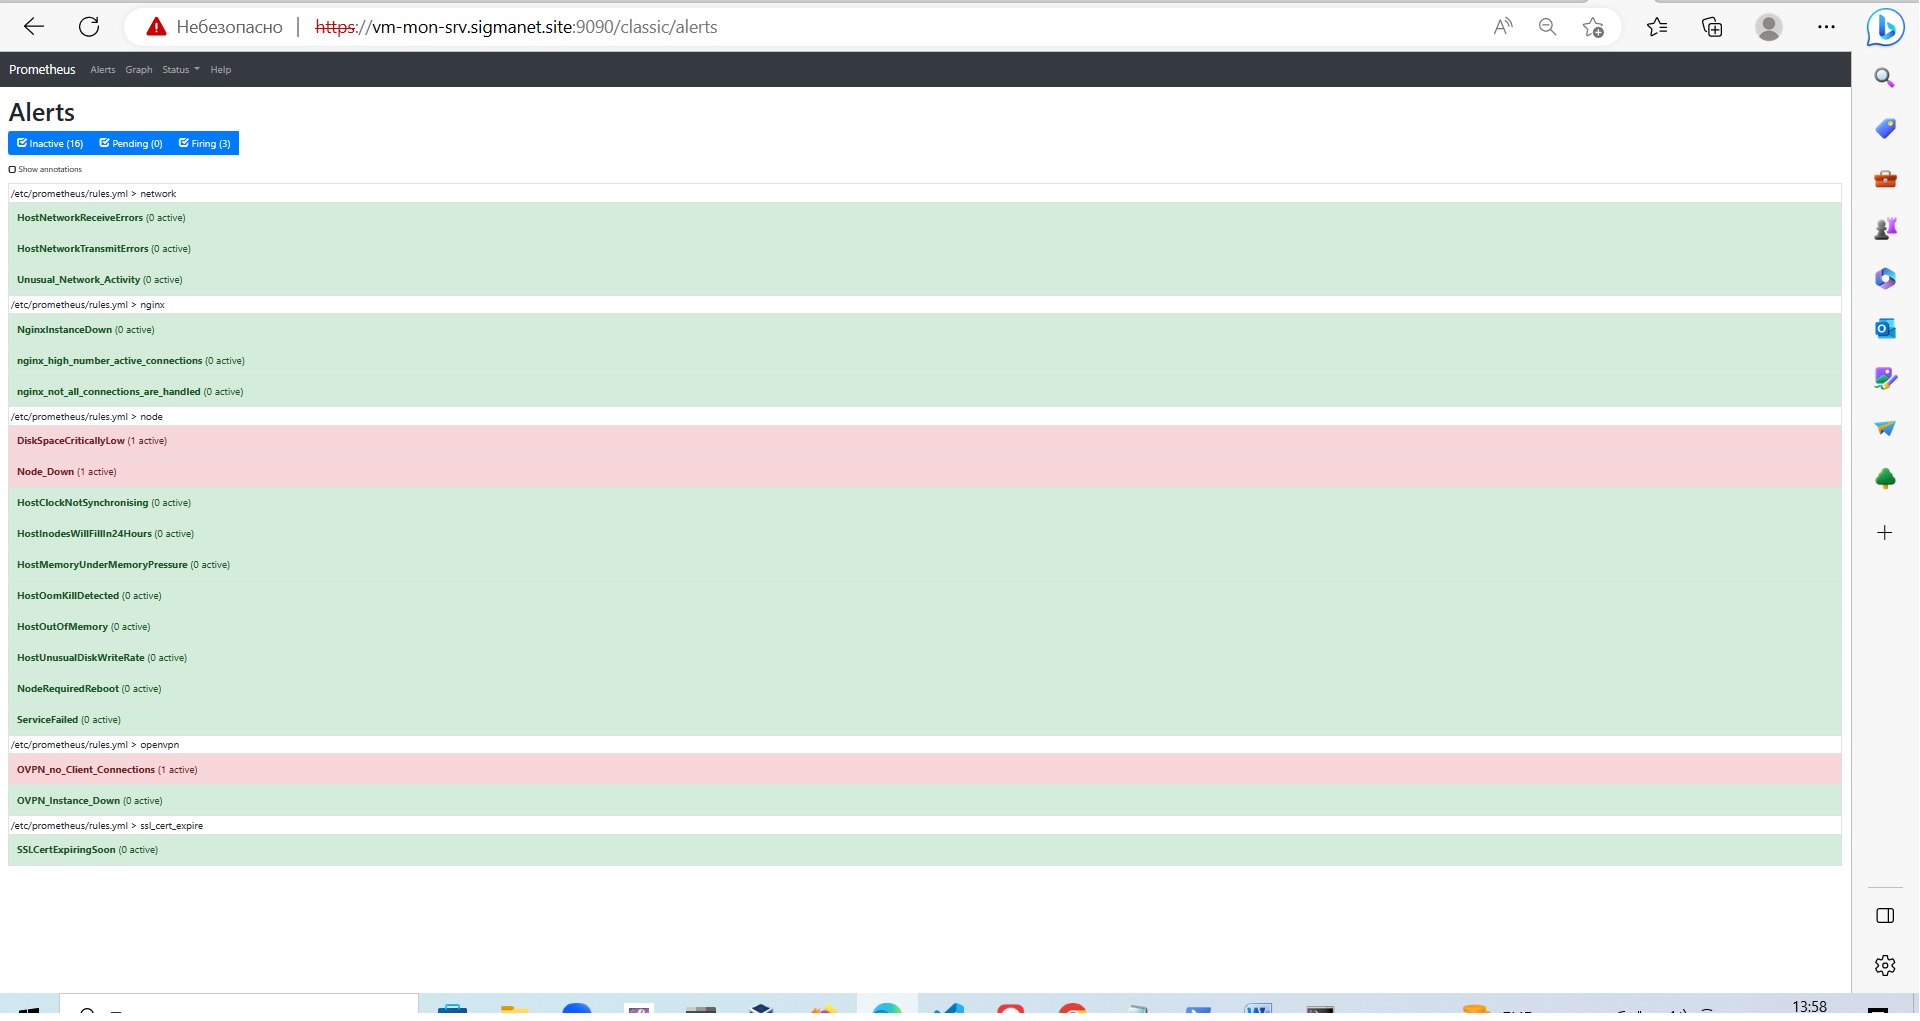 Небезопасно https://vm-mon-srv.sigmanet.site:9090/classic/alerts
Prometheus Alerts Graph Status Help
Alerts
Inactive (16) Pending (0) Firing (3)
Show annotations
/etc/prometheus/rules.yml > network
HostNetworkReceiveErrors (0 active)
HostNetworkTransmitErrors (0 active)
Unusual_Network_Activity (0 active)
/etc/prometheus/rules.yml > nginx
NginxInstanceDown (0 active)
nginx_high_number_active_connections (0 active)
nginx_not_all_connections_are_handled (0 active)
/etc/prometheus/rules.yml > node
DiskSpaceCriticallyLow (1 active)
Node_Down (1 active)
HostClockNotSynchronising (0 active)
HostInodesWillFillIn24Hours (0 active)
HostMemoryUnderMemoryPressure (0 active)
HostOomKillDetected (0 active)
HostOutOfMemory (0 active)
HostUnusualDiskWriteRate (0 active)
NodeRequiredReboot (0 active)
ServiceFailed (0 active)
/etc/prometheus/rules.yml > openvpn
OVPN_no_Client_Connections (1 active)
OVPN_Instance_Down (0 active)
/etc/prometheus/rules.yml > ssl_cert_expire
SSLCertExpiringSoon (0 active)
13:58